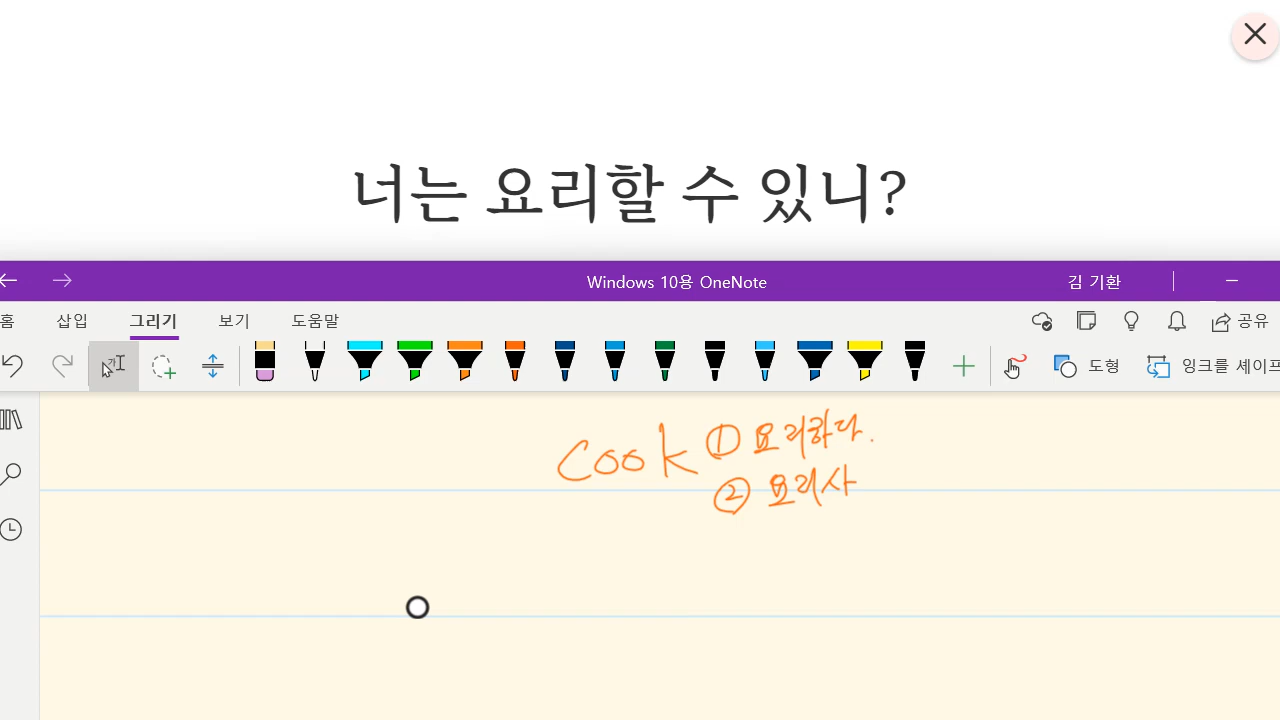 너는 요리할 수 있니?
Windows 10용 OneNote
김 기환
홈 삽입 그리기 보기 도움말 공유
가 도형 잉크를 셰이프
Cook ① 요리하다.
② 요리사